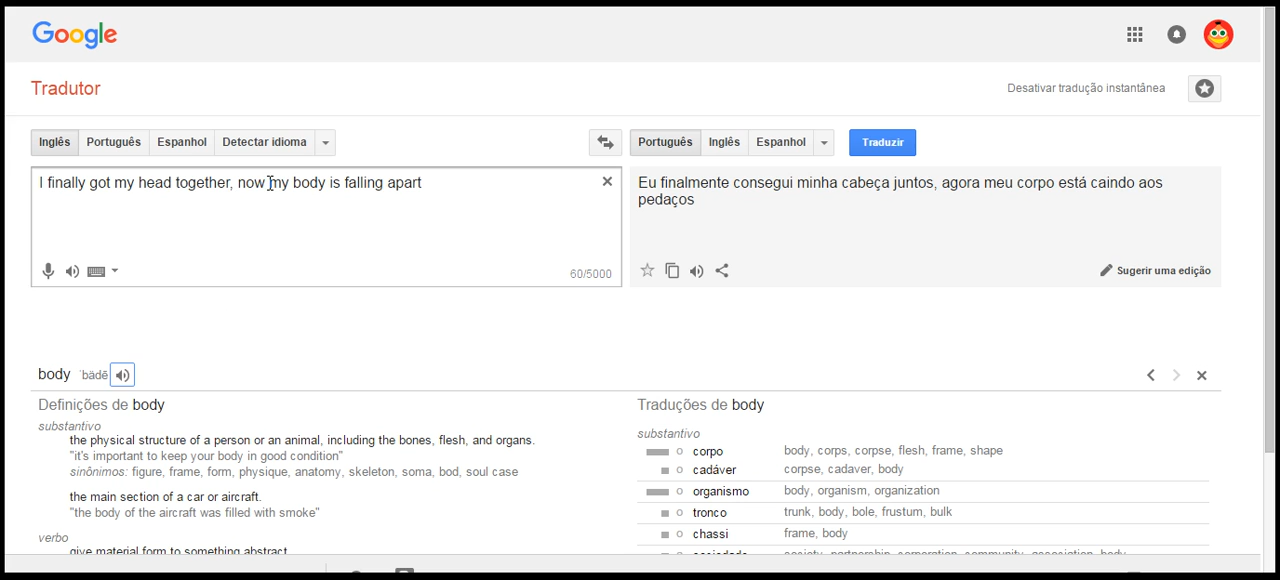 Google
Tradutor
Desativar tradução instantânea
Inglês Português Espanhol Detectar idioma
Português Inglês Espanhol Traduzir
I finally got my head together, now my body is falling apart
60/5000
Eu finalmente consegui minha cabeça juntos, agora meu corpo está caindo aos
pedaços
Sugerir uma edição
body ˈbädē
Definições de body
substantivo
the physical structure of a person or an animal, including the bones, flesh, and organs.
"it's important to keep your body in good condition"
sinônimos: figure, frame, form, physique, anatomy, skeleton, soma, bod, soul case
the main section of a car or aircraft.
"the body of the aircraft was filled with smoke"
verbo
give material form to something abstract.
Traduções de body
substantivo
corpo body, corps, corpse, flesh, frame, shape
cadáver corpse, cadaver, body
organismo body, organism, organization
tronco trunk, body, bole, frustum, bulk
chassi frame, body
sociedade society, partnership, corporation, community, association, body